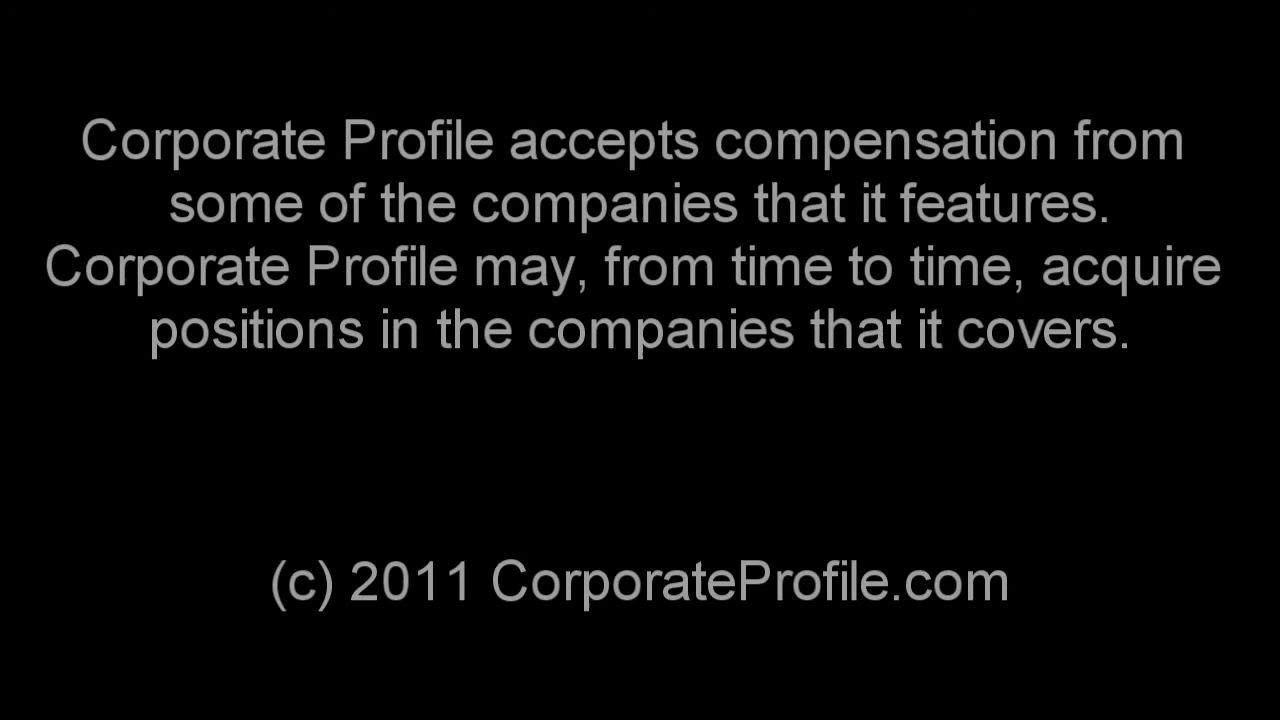 Corporate Profile accepts compensation from
some of the companies that it features.
Corporate Profile may, from time to time, acquire
positions in the companies that it covers.
(c) 2011 CorporateProfile.com